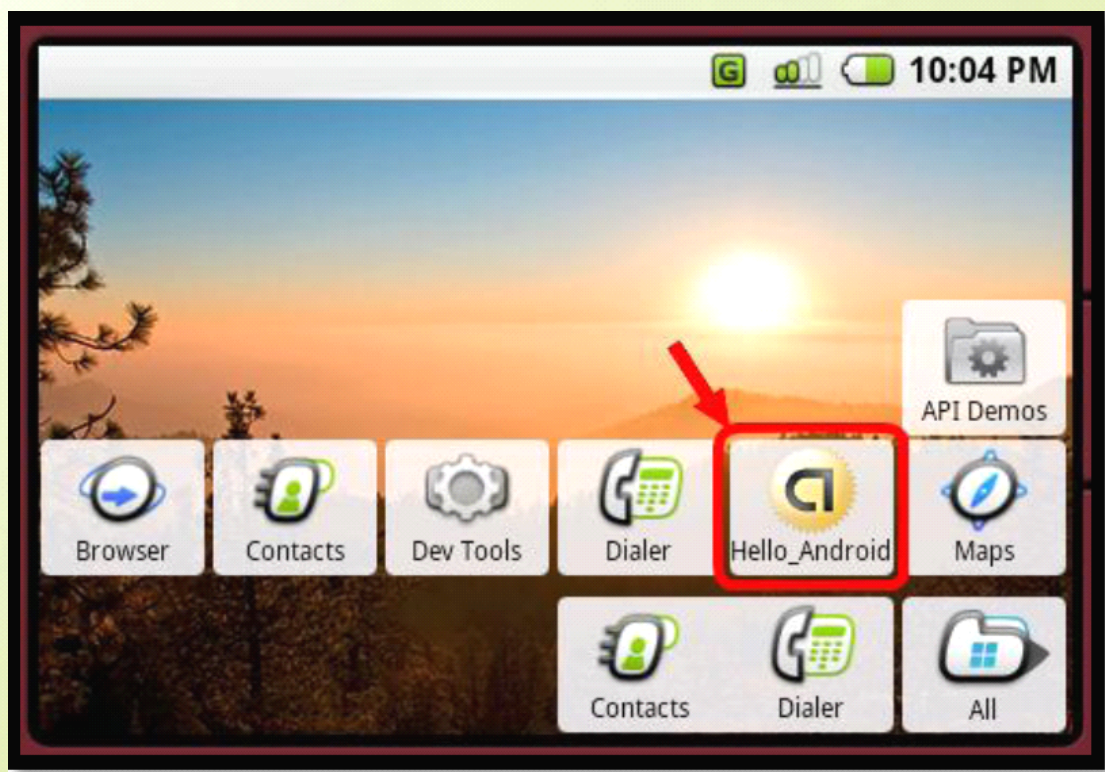 G 10:04 PM
API Demos
Browser Contacts Dev Tools Dialer Hello_Android Maps
Contacts Dialer All